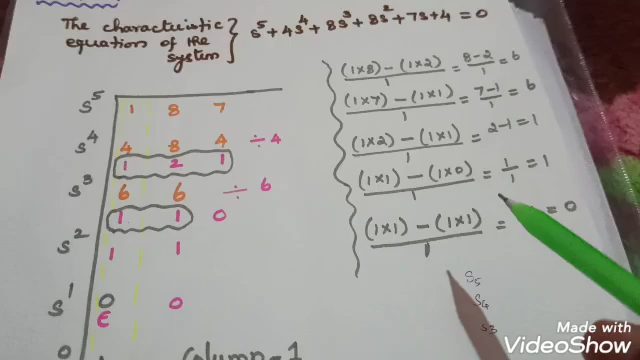 The characteristic
equation of the
system
s⁵ + 4s⁴ + 8s³ + 8s² + 7s + 4 = 0
s⁵ 1 8 7
s⁴ 4 8 4 ÷ 4
1 2 1
s³ 6 6 ÷ 6
1 1 0
s² 1 1
s¹ 0 0
ε
0
Column - 1
(1×8) – (1×2) / 1 = 8-2 / 1 = 6
(1×7) – (1×1) / 1 = 7-1 / 1 = 6
(1×2) – (1×1) / 1 = 2-1 = 1
(1×1) – (1×0) / 1 = 1 / 1 = 1
(1×1) – (1×1) / 1 = = 0
S5
S4
S3
Made with
VideoShow